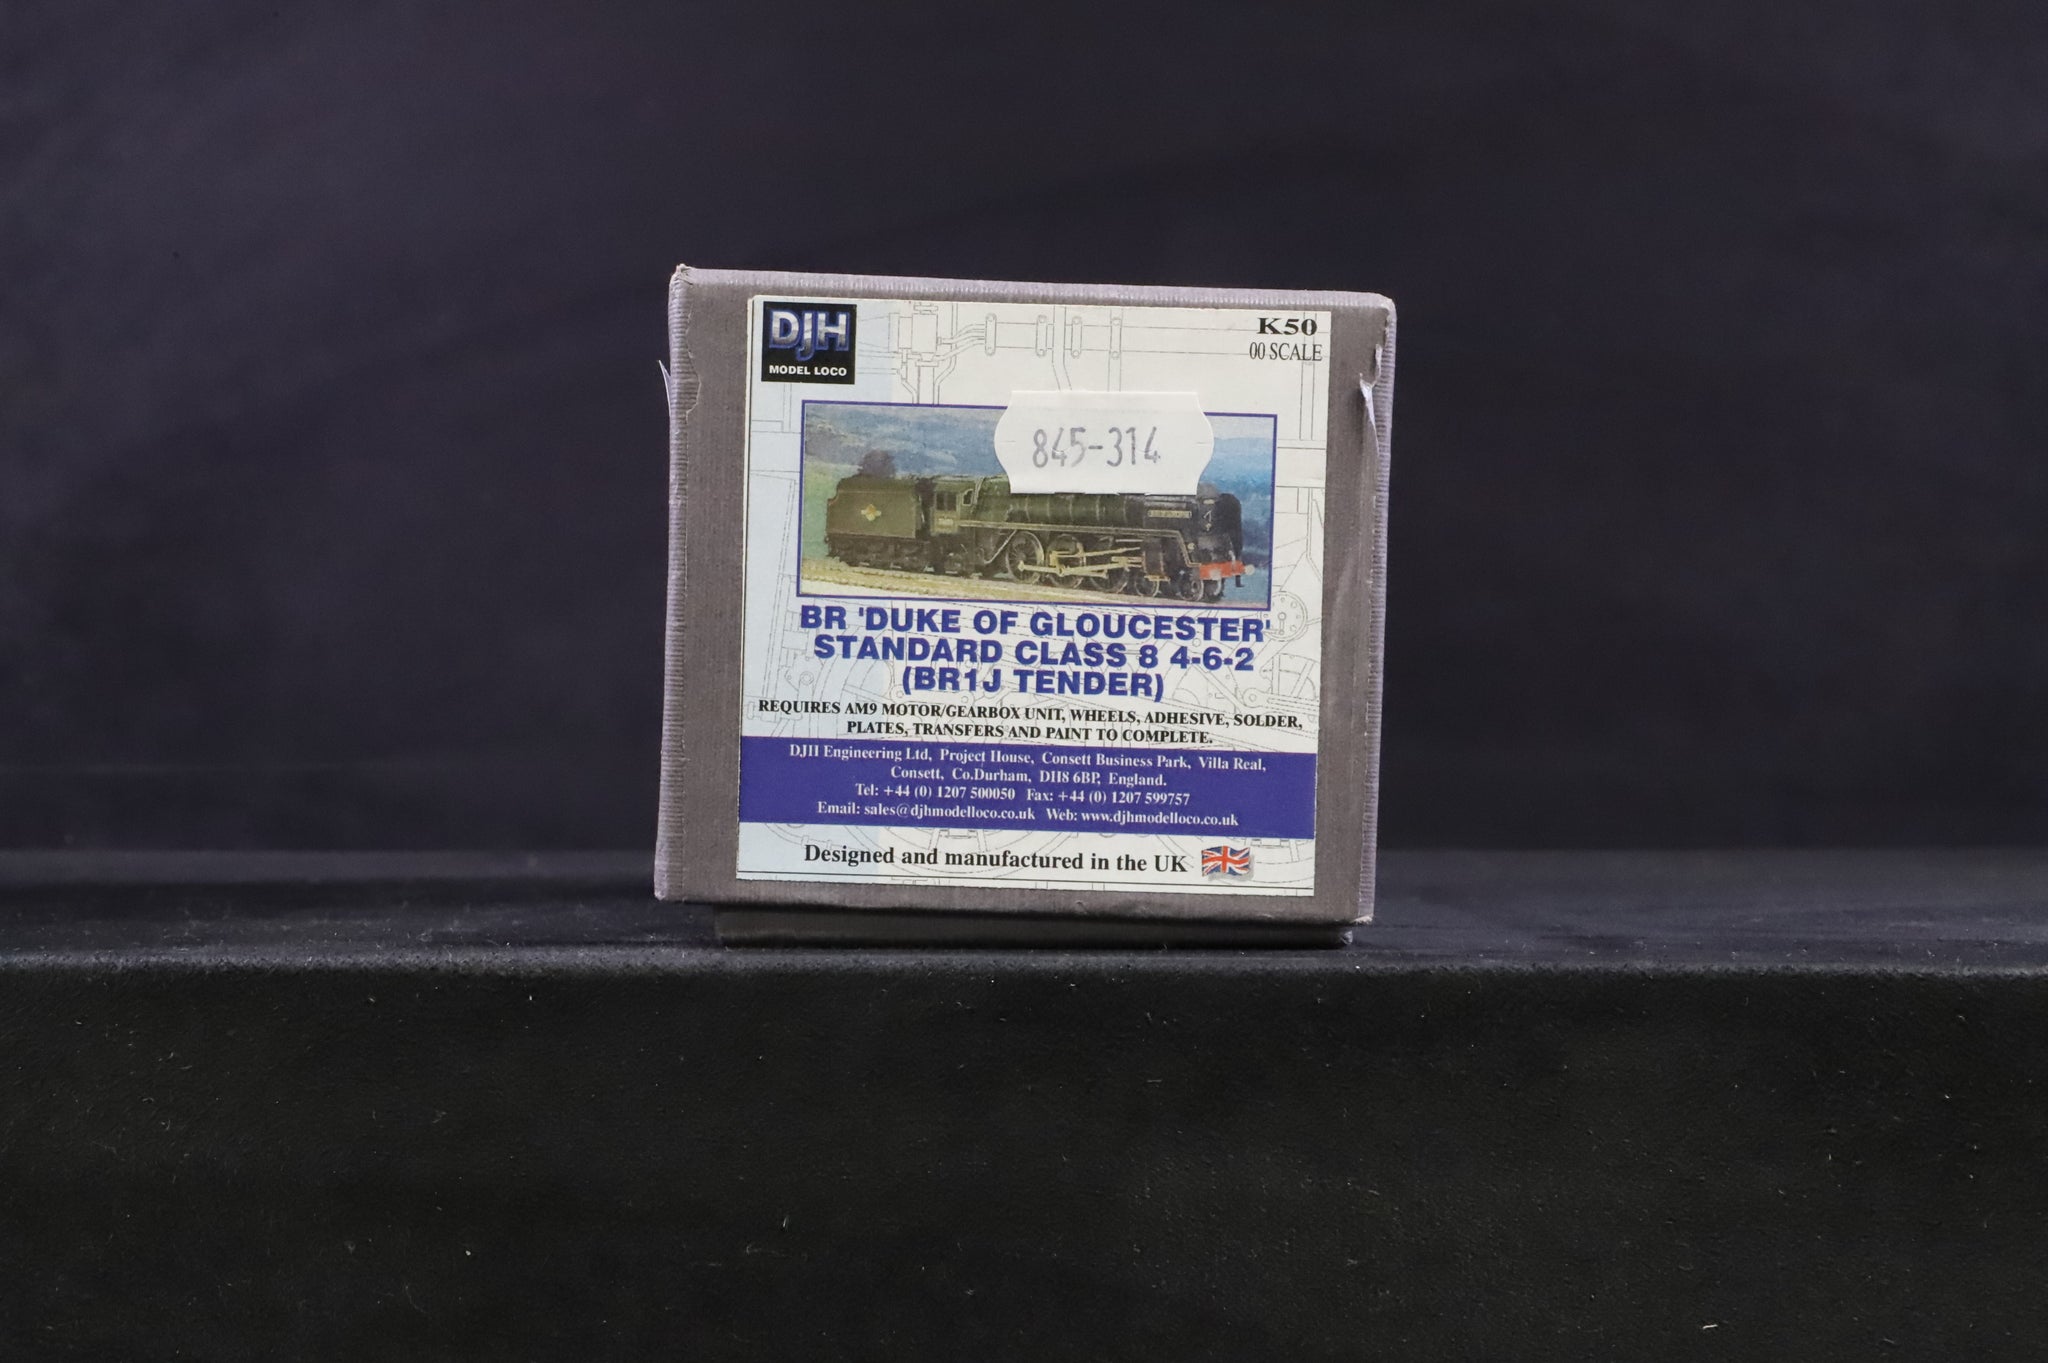 DJH
MODEL LOCO
K50
00 SCALE
845-314
BR 'DUKE OF GLOUCESTER'
STANDARD CLASS 8 4-6-2
(BR1J TENDER)
REQUIRES AM9 MOTOR/GEARBOX UNIT, WHEELS, ADHESIVE, SOLDER,
PLATES, TRANSFERS AND PAINT TO COMPLETE.
DJH Engineering Ltd, Project House, Consett Business Park, Villa Real,
Consett, Co.Durham, DH8 6BP, England.
Tel: +44 (0) 1207 500050 Fax: +44 (0) 1207 599757
Email: sales@djhmodelloco.co.uk Web: www.djhmodelloco.co.uk
Designed and manufactured in the UK